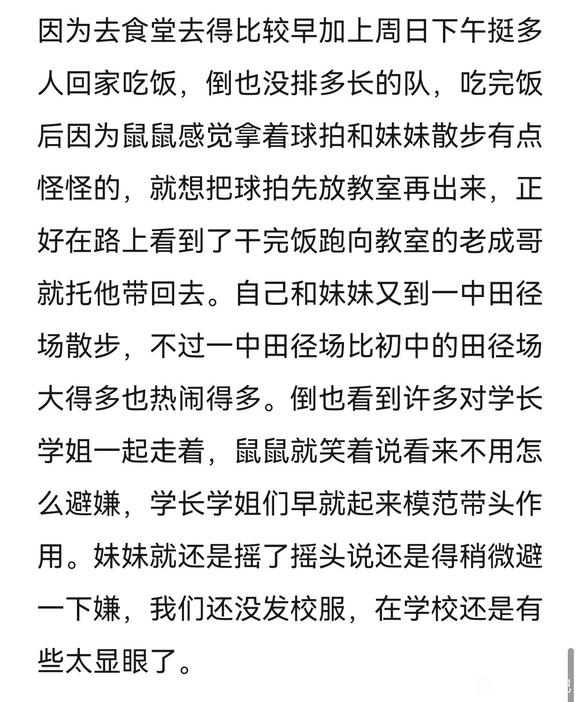 因为去食堂去得比较早加上周日下午挺多
人回家吃饭，倒也没排多长的队，吃完饭
后因为鼠鼠感觉拿着球拍和妹妹散步有点
怪怪的，就想把球拍先放教室再出来，正
好在路上看到了干完饭跑向教室的老成哥
就托他带回去。自己和妹妹又到一中田径
场散步，不过一中田径场比初中的田径场
大得多也热闹得多。倒也看到许多对学长
学姐一起走着，鼠鼠就笑着说看来不用怎
么避嫌，学长学姐们早就起来模范带头作
用。妹妹就还是摇了摇头说还是得稍微避
一下嫌，我们还没发校服，在学校还是有
些太显眼了。